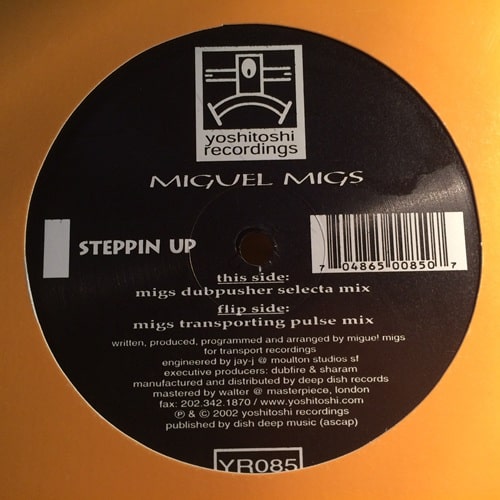 yoshitoshi
recordings
MIGUEL MIGS
STEPPIN UP
7 04865 00850 7
this side:
migs dubpusher selecta mix
flip side:
migs transporting pulse mix
written, produced, programmed and arranged by miguel migs
for transport recordings
engineered by jay-j @ moulton studios sf
executive producers: dubfire & sharam
manufactured and distributed by deep dish records
mastered by walter @ masterpiece, london
fax: 202.342.1870 / www.yoshitoshi.com
℗ & © 2002 yoshitoshi recordings
published by dish deep music (ascap)
YR085